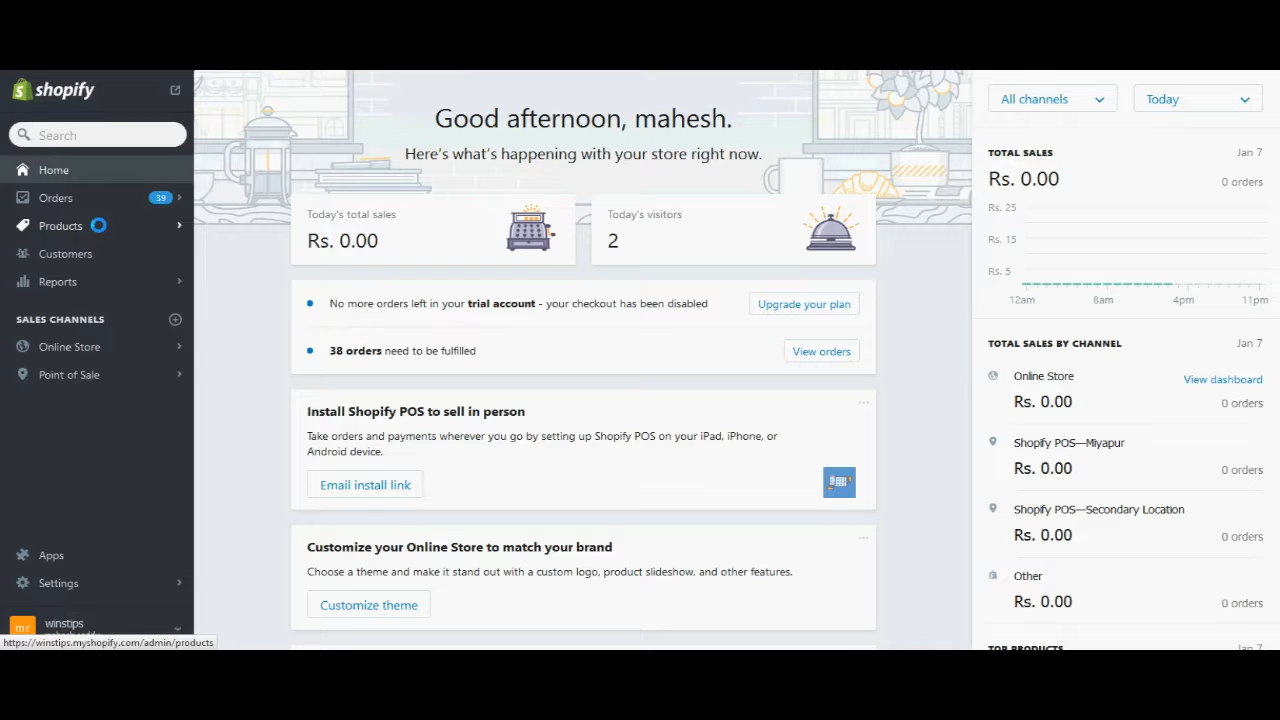 shopify
Search
Home
Orders 39
Products
Customers
Reports
SALES CHANNELS
Online Store
Point of Sale
Apps
Settings
mr winstips
https://winstips.myshopify.com/admin/products
Good afternoon, mahesh.
Here's what's happening with your store right now.
Today's total sales
Rs. 0.00
Today's visitors
2
No more orders left in your trial account - your checkout has been disabled
Upgrade your plan
38 orders need to be fulfilled
View orders
Install Shopify POS to sell in person
Take orders and payments wherever you go by setting up Shopify POS on your iPad, iPhone, or
Android device.
Email install link
Customize your Online Store to match your brand
Choose a theme and make it stand out with a custom logo, product slideshow, and other features.
Customize theme
All channels
Today
TOTAL SALES Jan 7
Rs. 0.00 0 orders
Rs. 25
Rs. 15
Rs. 5
12am 8am 4pm 11pm
TOTAL SALES BY CHANNEL Jan 7
Online Store View dashboard
Rs. 0.00 0 orders
Shopify POS—Miyapur
Rs. 0.00 0 orders
Shopify POS—Secondary Location
Rs. 0.00 0 orders
Other
Rs. 0.00 0 orders
TOP PRODUCTS Jan 7